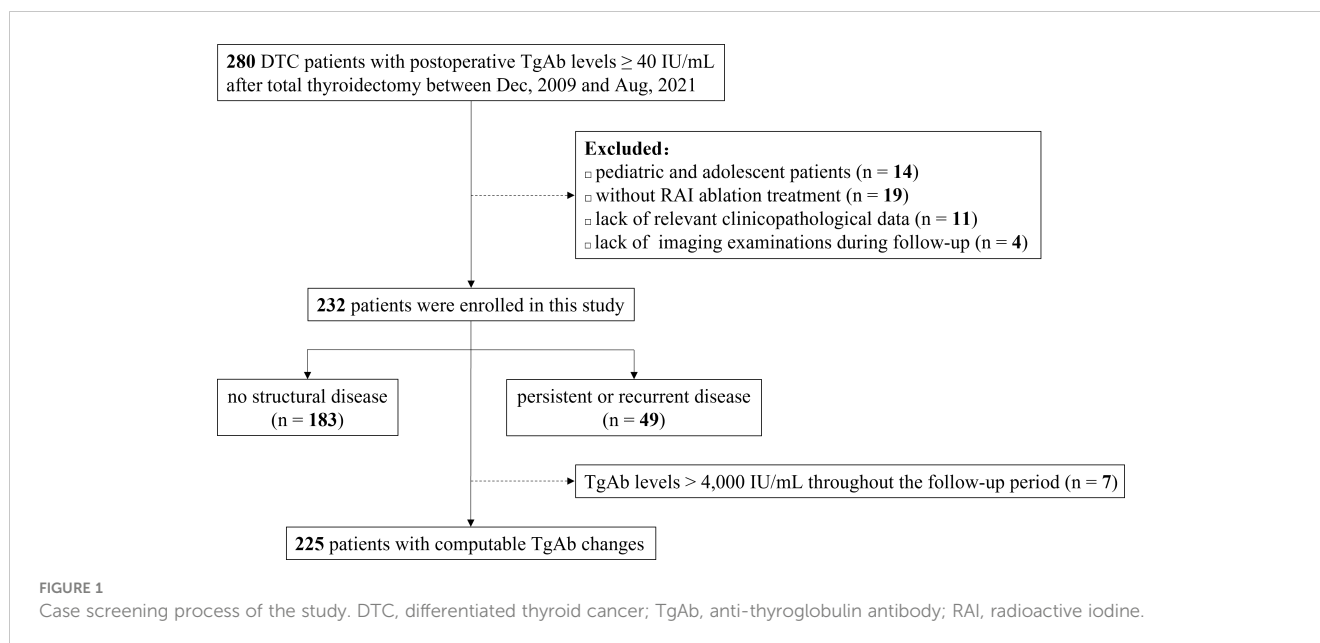 280 DTC patients with postoperative TgAb levels ≥ 40 IU/mL
after total thyroidectomy between Dec, 2009 and Aug, 2021
Excluded：
□ pediatric and adolescent patients (n = 14)
□ without RAI ablation treatment (n = 19)
□ lack of relevant clinicopathological data (n = 11)
□ lack of imaging examinations during follow-up (n = 4)
232 patients were enrolled in this study
no structural disease
(n = 183)
persistent or recurrent disease
(n = 49)
TgAb levels > 4,000 IU/mL throughout the follow-up period (n = 7)
225 patients with computable TgAb changes
FIGURE 1
Case screening process of the study. DTC, differentiated thyroid cancer; TgAb, anti-thyroglobulin antibody; RAI, radioactive iodine.